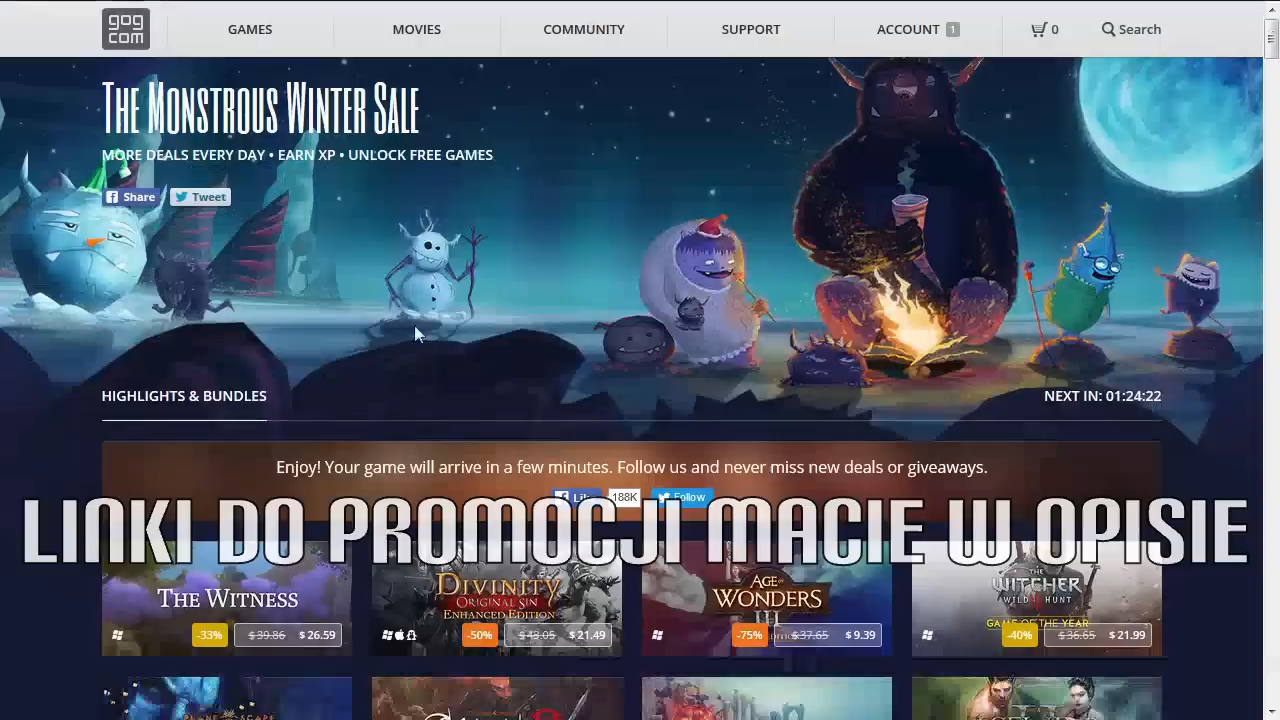 gog
com
GAMES
MOVIES
COMMUNITY
SUPPORT
ACCOUNT 1
0
Search
THE MONSTROUS WINTER SALE
MORE DEALS EVERY DAY • EARN XP • UNLOCK FREE GAMES
Share
Tweet
HIGHLIGHTS & BUNDLES
NEXT IN: 01:24:22
Enjoy! Your game will arrive in a few minutes. Follow us and never miss new deals or giveaways.
188K
Follow
LINKI DO PROMOCJI MACIE W OPISIE
THE WITNESS
-33% $ 39.86 $ 26.59
DIVINITY
ORIGINAL SIN
ENHANCED EDITION
-50% $ 43.05 $ 21.49
AGE OF
WONDERS
III
-75% $ 37.65 $ 9.39
THE
WITCHER
WILD HUNT
GAME OF THE YEAR
-40% $ 36.65 $ 21.99